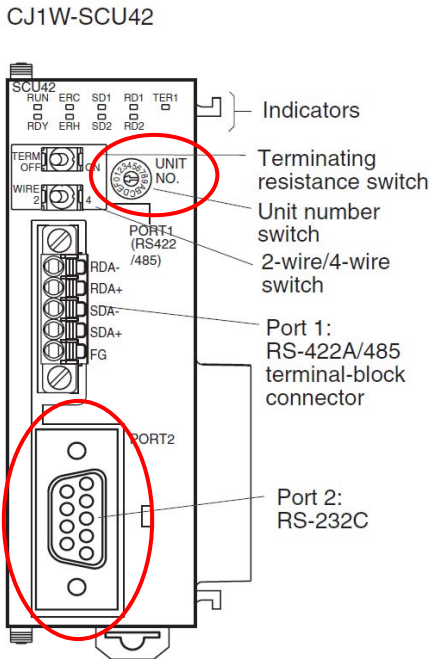 CJ1W-SCU42
SCU42
RUN ERC SD1 RD1 TER1
RDY ERH SD2 RD2
Indicators
TERM
OFF ON
WIRE
2 4
0123456789ABCDEF
UNIT
NO.
Terminating
resistance switch
Unit number
switch
2-wire/4-wire
switch
PORT1
(RS422
/485)
RDA-
RDA+
SDA-
SDA+
FG
Port 1:
RS-422A/485
terminal-block
connector
PORT2
Port 2:
RS-232C